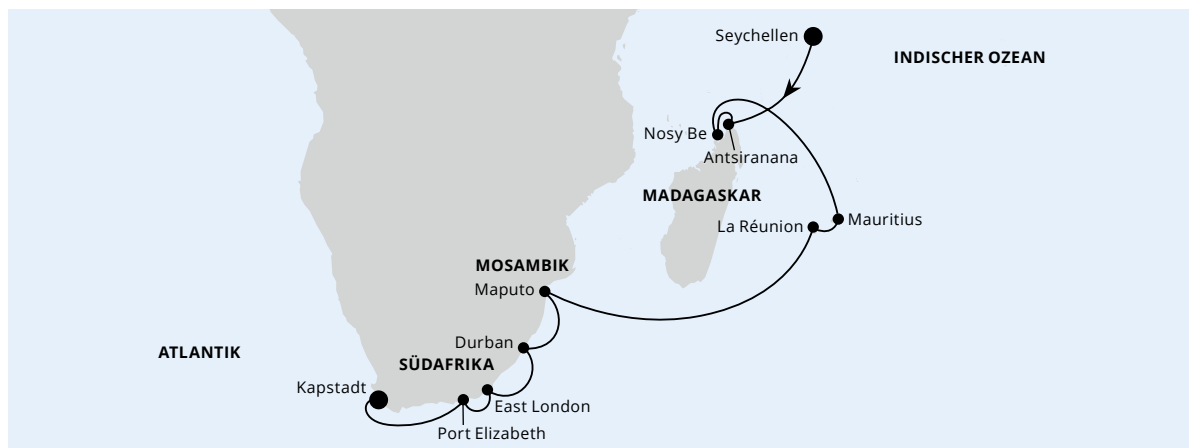 Seychellen
INDISCHER OZEAN
Nosy Be
Antsiranana
MADAGASKAR
La Réunion
Mauritius
MOSAMBIK
Maputo
Durban
ATLANTIK
SÜDAFRIKA
Kapstadt
East London
Port Elizabeth